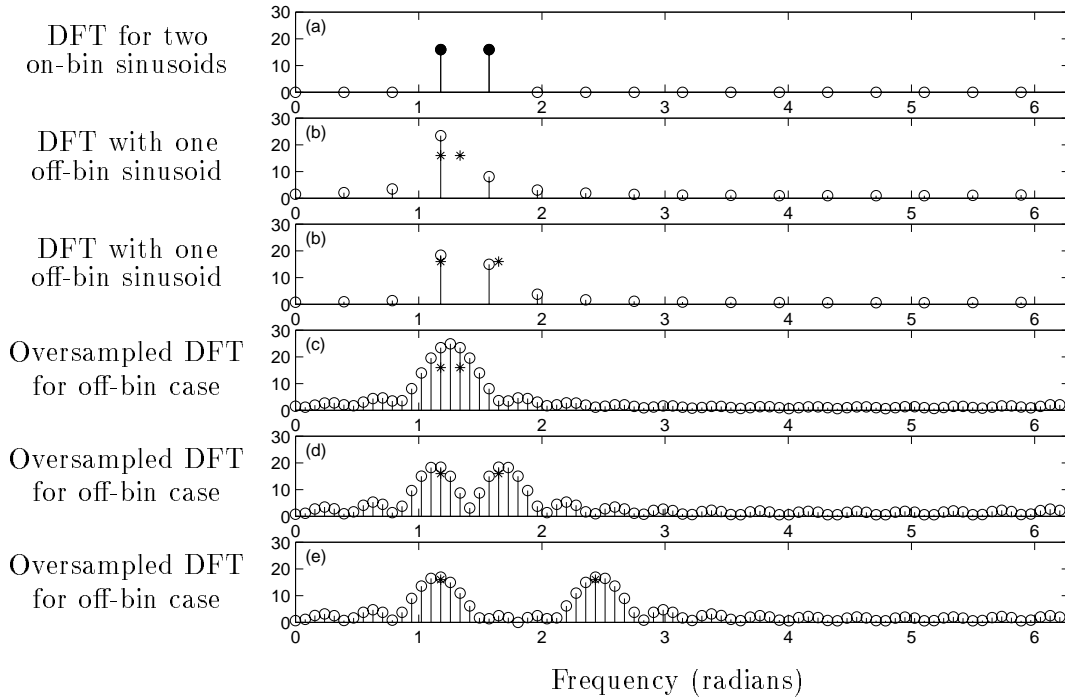 DFT for two
on-bin sinusoids
30
20
10
0
(a)
0 1 2 3 4 5 6
DFT with one
off-bin sinusoid
30
20
10
0
(b)
0 1 2 3 4 5 6
DFT with one
off-bin sinusoid
30
20
10
0
(b)
0 1 2 3 4 5 6
Oversampled DFT
for off-bin case
30
20
10
0
(c)
0 1 2 3 4 5 6
Oversampled DFT
for off-bin case
30
20
10
0
(d)
0 1 2 3 4 5 6
Oversampled DFT
for off-bin case
30
20
10
0
(e)
0 1 2 3 4 5 6
Frequency (radians)